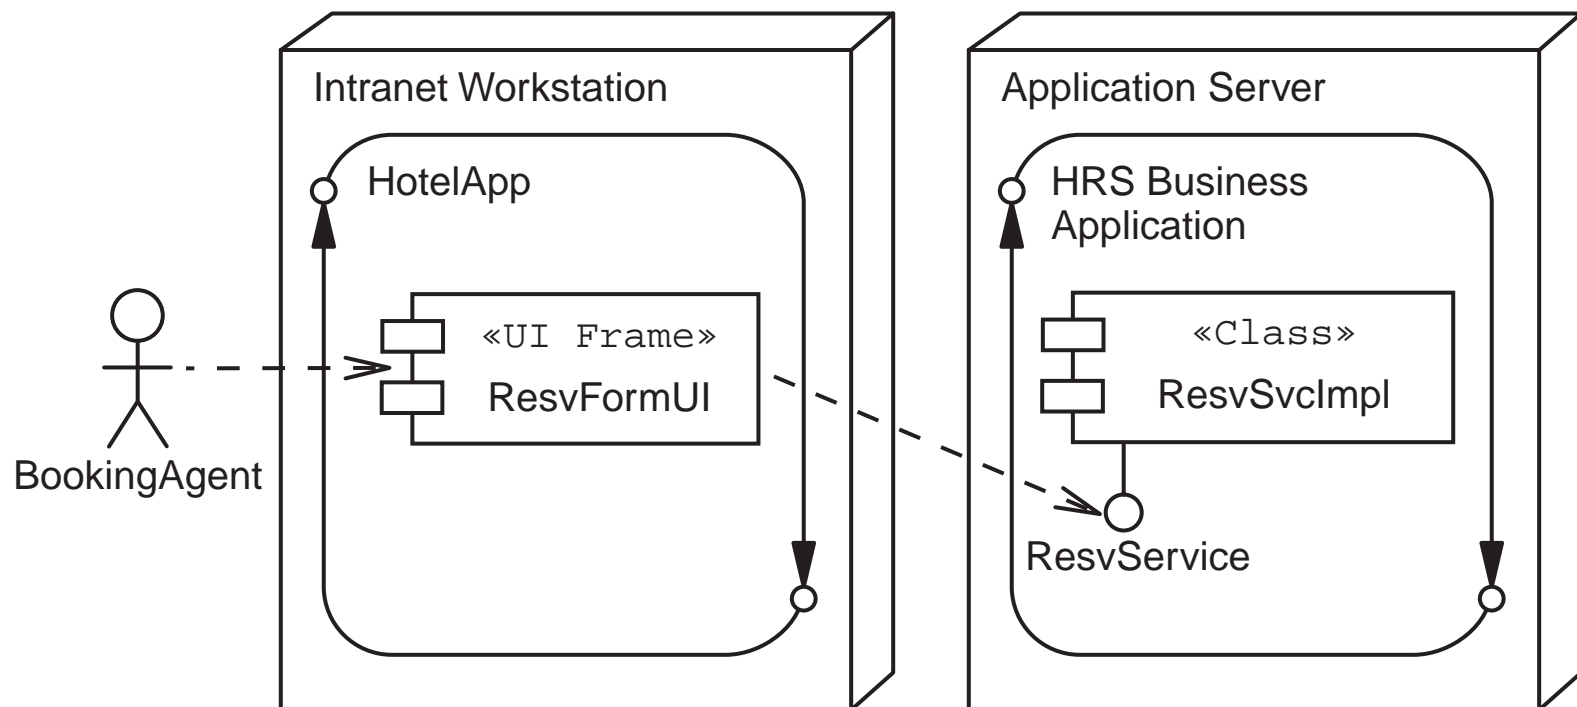 Intranet Workstation
HotelApp
«UI Frame»
ResvFormUI
BookingAgent
Application Server
HRS Business
Application
«Class»
ResvSvcImpl
ResvService